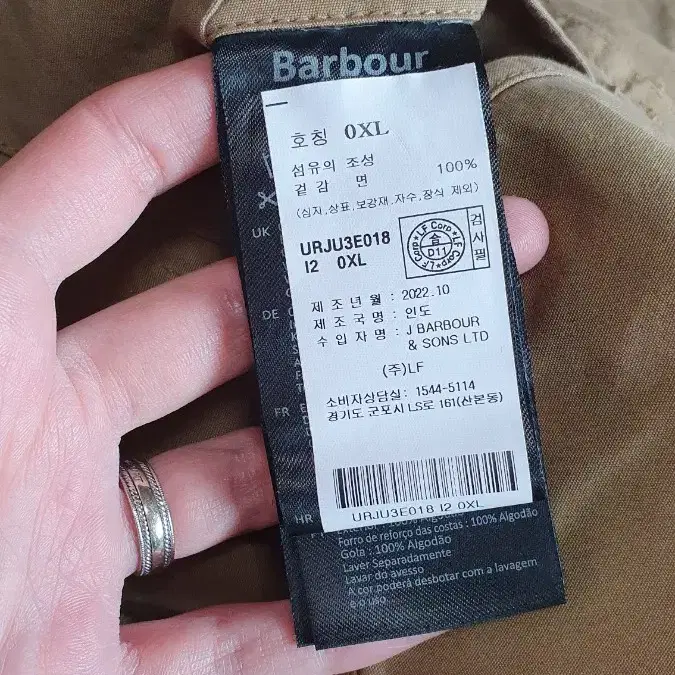 Barbour
호칭 0XL
섬유의 조성
겉감 면 100%
(심지,상표,보강재,자수,장식 제외)
URJU3E018
I2 0XL
LF Corp
합
D11
검사필
제조년월 : 2022.10
제조국명 : 인도
수입자명 : J BARBOUR
& SONS LTD
(주)LF
소비자상담실: 1544-5114
경기도 군포시 LS로 161(산본동)
URJU3E018 I2 0XL
UK
DE
FR
HR
Forro de reforço das costas : 100% Algodão
Gola : 100% Algodão
Laver Separadamente
Lavar do avesso
A cor poderá desbotar com a lavagem
e o uso